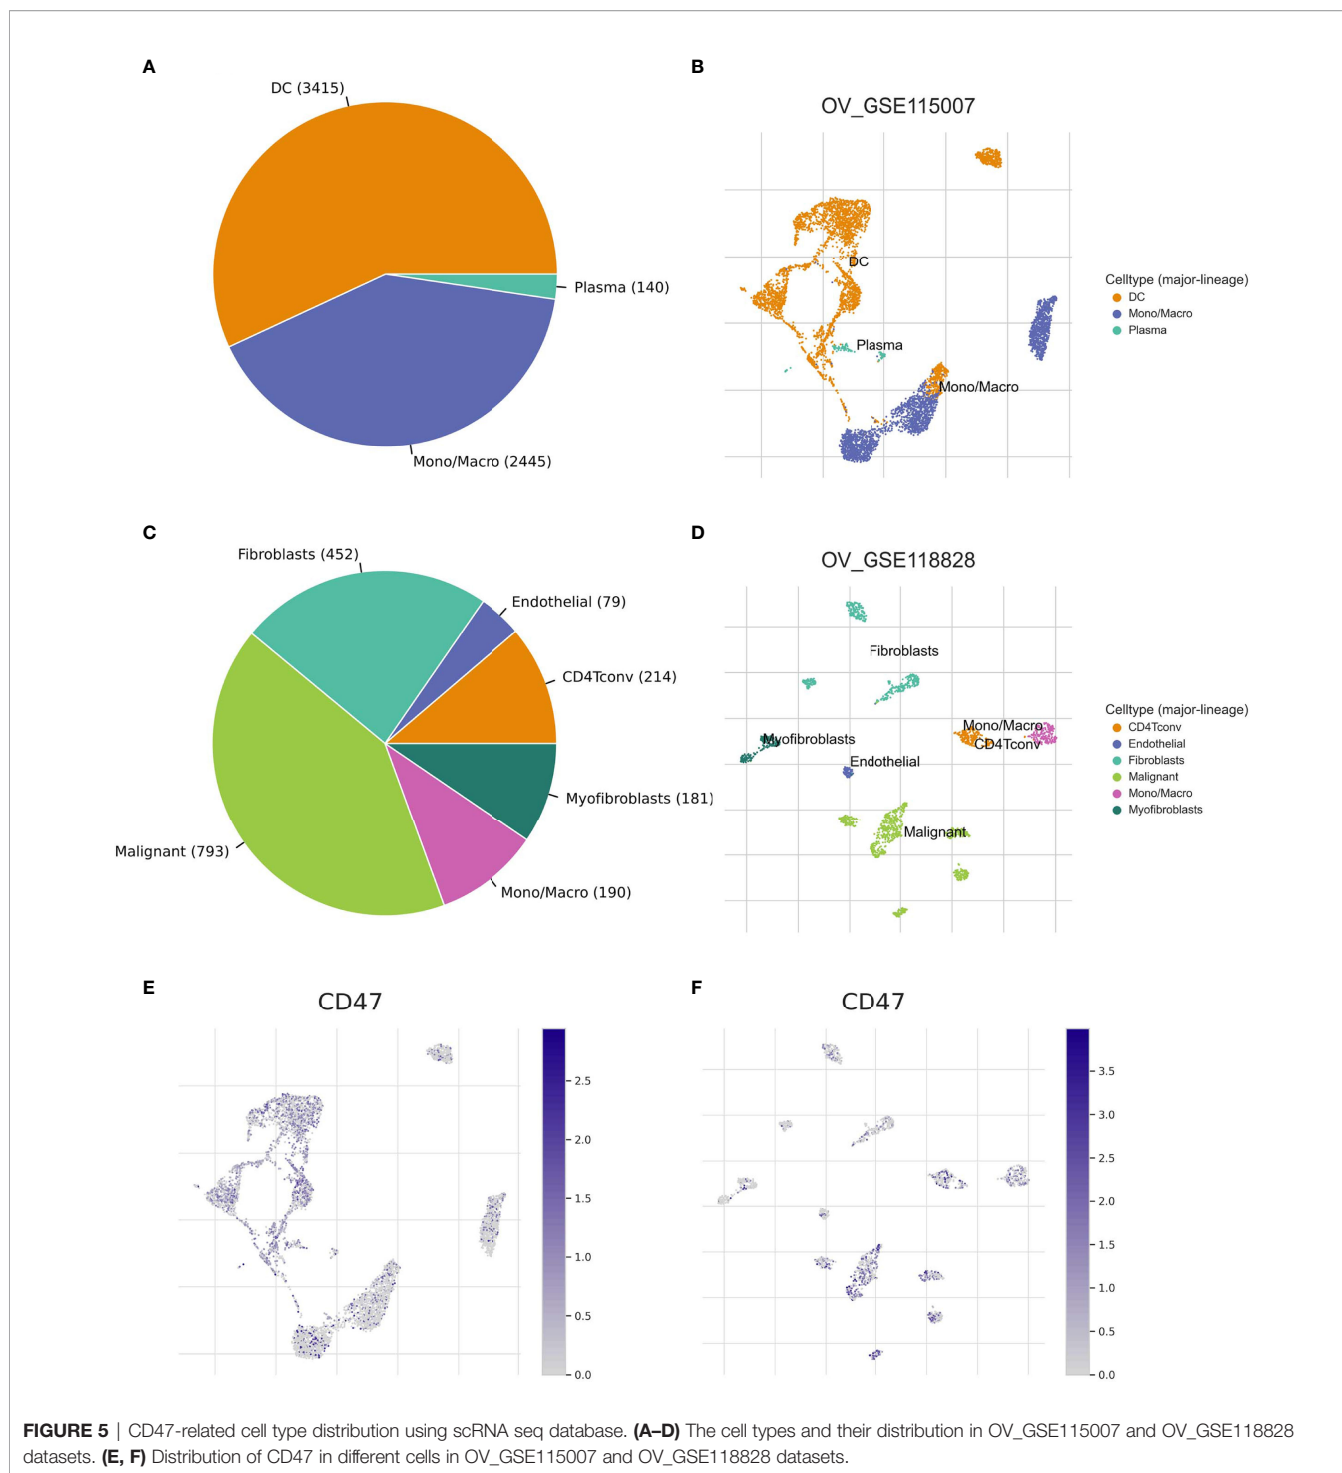 A
DC (3415)
Plasma (140)
Mono/Macro (2445)
B
OV_GSE115007
DC
Plasma
Mono/Macro
Celltype (major-lineage)
DC
Mono/Macro
Plasma
C
Fibroblasts (452)
Endothelial (79)
CD4Tconv (214)
Myofibroblasts (181)
Malignant (793)
Mono/Macro (190)
D
OV_GSE118828
Fibroblasts
Mono/Macro
CD4Tconv
Myofibroblasts
Endothelial
Malignant
Celltype (major-lineage)
CD4Tconv
Endothelial
Fibroblasts
Malignant
Mono/Macro
Myofibroblasts
E
CD47
2.5
2.0
1.5
1.0
0.5
0.0
F
CD47
3.5
3.0
2.5
2.0
1.5
1.0
0.5
0.0
FIGURE 5 | CD47-related cell type distribution using scRNA seq database. (A–D) The cell types and their distribution in OV_GSE115007 and OV_GSE118828
datasets. (E, F) Distribution of CD47 in different cells in OV_GSE115007 and OV_GSE118828 datasets.